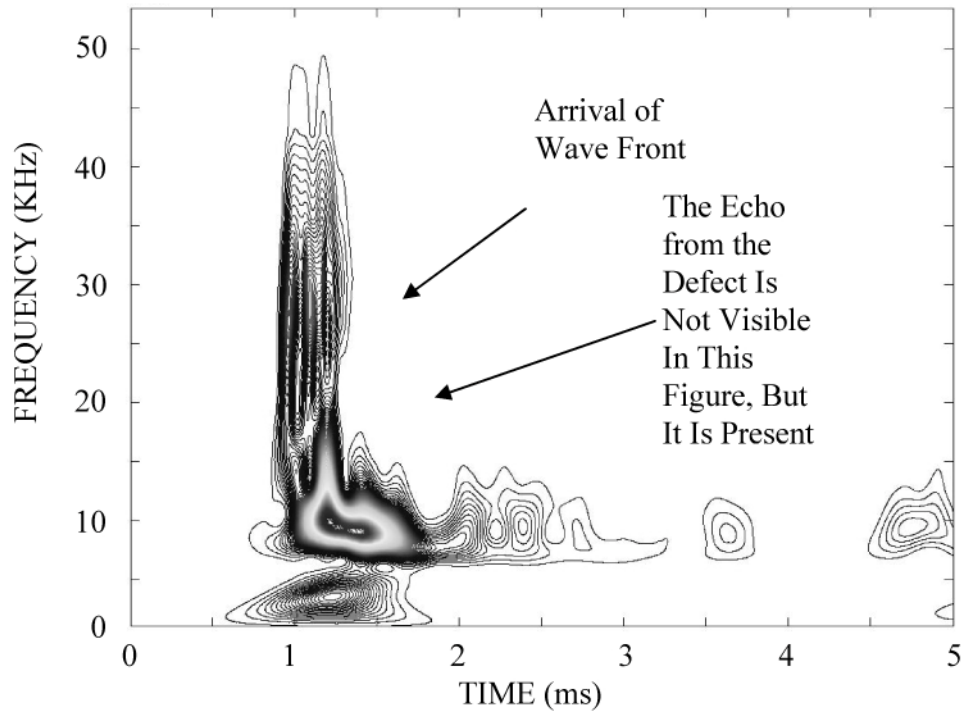 FREQUENCY (KHz)
50
40
30
20
10
0
Arrival of
Wave Front
The Echo
from the
Defect Is
Not Visible
In This
Figure, But
It Is Present
0
1
2
3
4
5
TIME (ms)